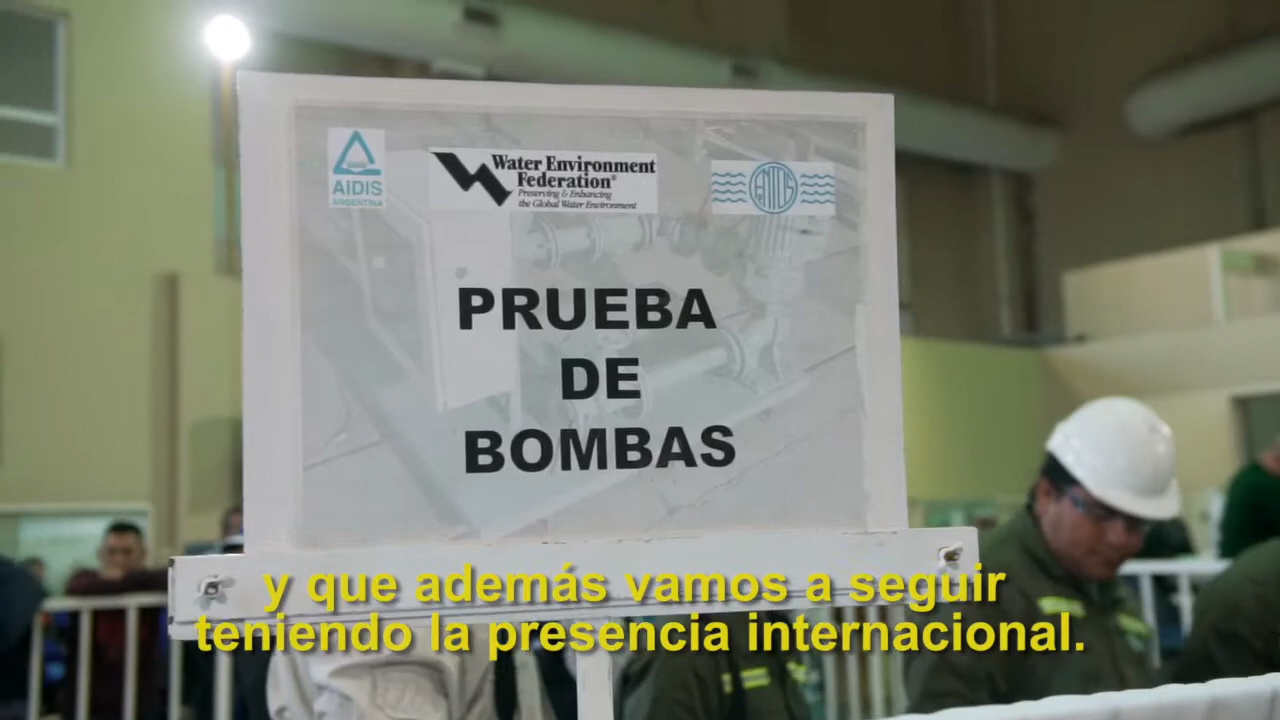 AIDIS
ARGENTINA
Water Environment
Federation®
Preserving & Enhancing
the Global Water Environment
PRUEBA
DE
BOMBAS
y que además vamos a seguir
teniendo la presencia internacional.